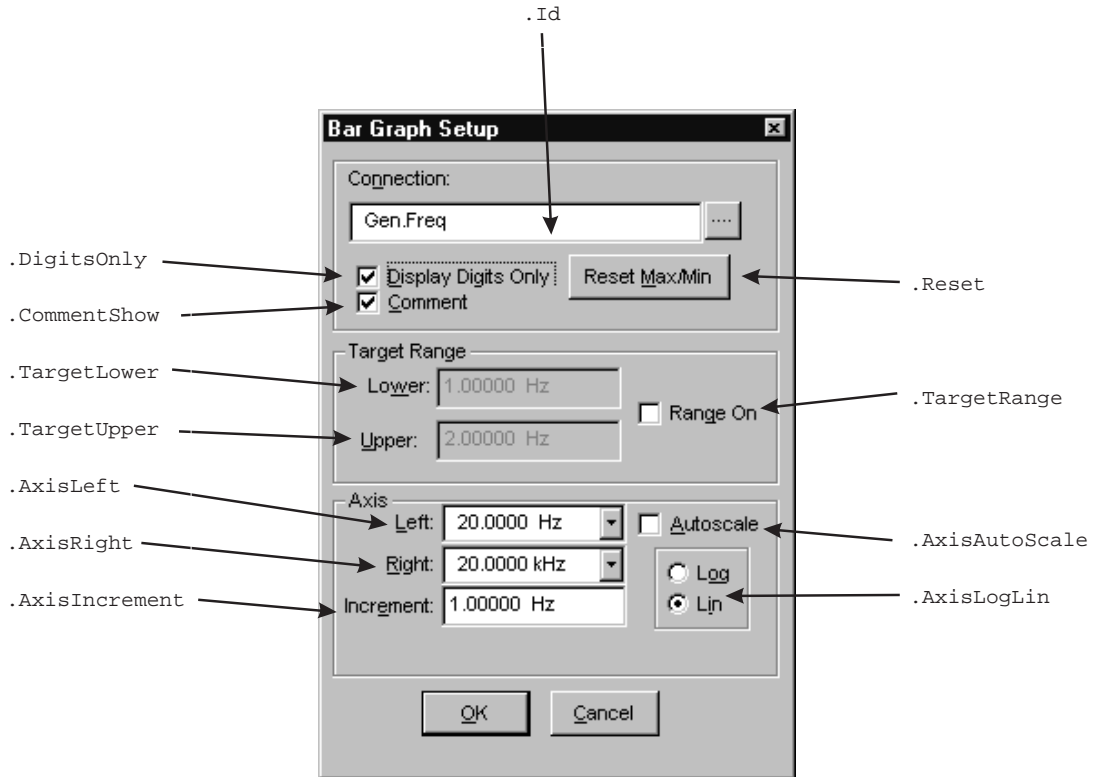 .Id
Bar Graph Setup
Connection:
Gen.Freq
....
.DigitsOnly
Display Digits Only
Reset Max/Min
.Reset
.CommentShow
Comment
Target Range
.TargetLower
Lower: 1.00000 Hz
Range On
.TargetRange
.TargetUpper
Upper: 2.00000 Hz
Axis
.AxisLeft
Left: 20.0000 Hz
Autoscale
.AxisAutoScale
.AxisRight
Right: 20.0000 kHz
Log
.AxisIncrement
Increment: 1.00000 Hz
Lin
.AxisLogLin
OK
Cancel